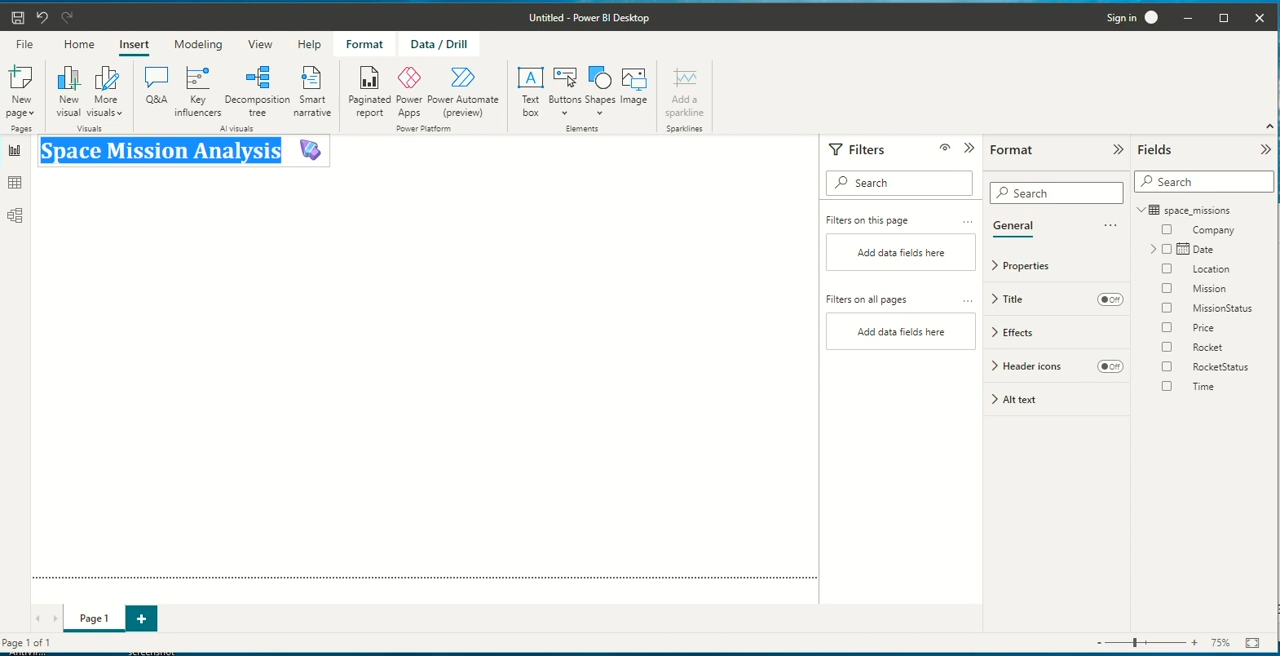 Untitled - Power BI Desktop
Sign in
File Home Insert Modeling View Help Format Data / Drill
New page
New visual
More visuals
Q&A
Key influencers
Decomposition tree
Smart narrative
Paginated report
Power Apps
Power Automate (preview)
Text box
Buttons
Shapes
Image
Add a sparkline
Pages Visuals AI visuals Power Platform Elements Sparklines
Space Mission Analysis
Filters
Search
Filters on this page ...
Add data fields here
Filters on all pages ...
Add data fields here
Format
Search
General ...
Properties
Title Off
Effects
Header icons Off
Alt text
Fields
Search
space_missions
Company
Date
Location
Mission
MissionStatus
Price
Rocket
RocketStatus
Time
Page 1
+
Page 1 of 1
- + 75%
screenshot